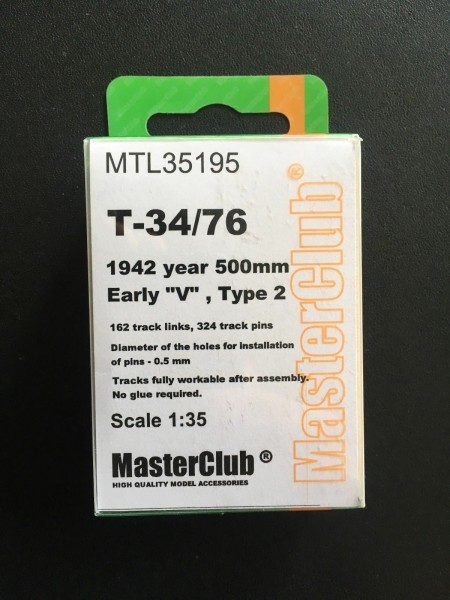 MTL35195
T-34/76
1942 year 500mm
Early "V" , Type 2
162 track links, 324 track pins
Diameter of the holes for installation
of pins - 0.5 mm
Tracks fully workable after assembly.
No glue required.
Scale 1:35
MasterClub ®
HIGH QUALITY MODEL ACCESSORIES
MasterClub®